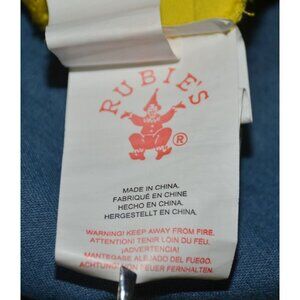 RUBIE'S
®
MADE IN CHINA.
FABRIQUÉ EN CHINE
HECHO EN CHINA.
HERGESTELLT EN CHINA.
WARNING! KEEP AWAY FROM FIRE.
ATTENTION! TENIR LOIN DU FEU.
¡ADVERTENCIA!
MANTEGASE ALEJADO DEL FUEGO.
ACHTUNG! VON FEUER FERNHALTEN.